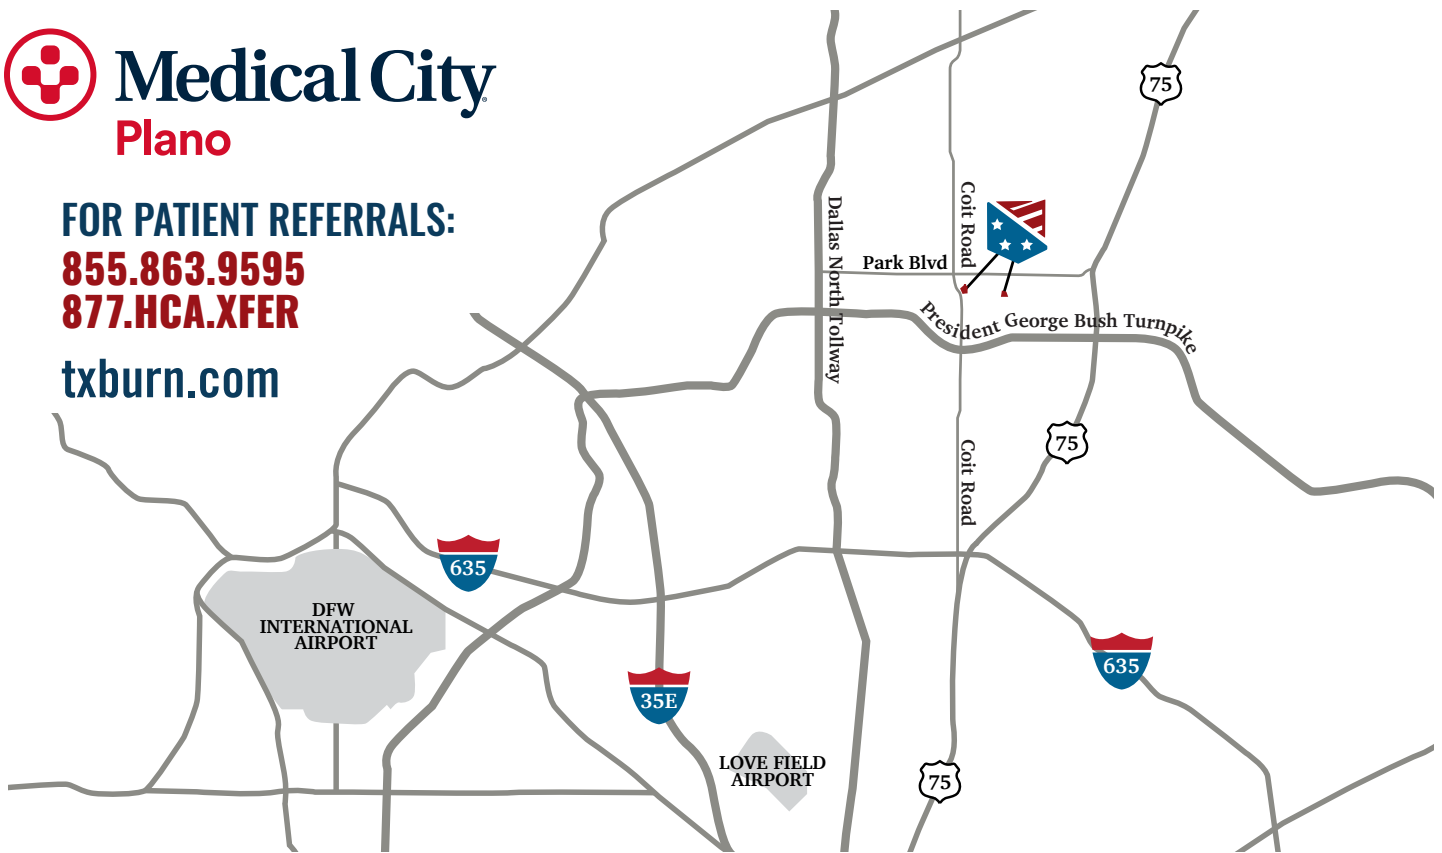 Medical City
Plano
FOR PATIENT REFERRALS:
855.863.9595
877.HCA.XFER
txburn.com
75
Dallas North Tollway
Coit Road
Park Blvd
President George Bush Turnpike
75
Coit Road
635
DFW
INTERNATIONAL
AIRPORT
635
35E
LOVE FIELD
AIRPORT
75